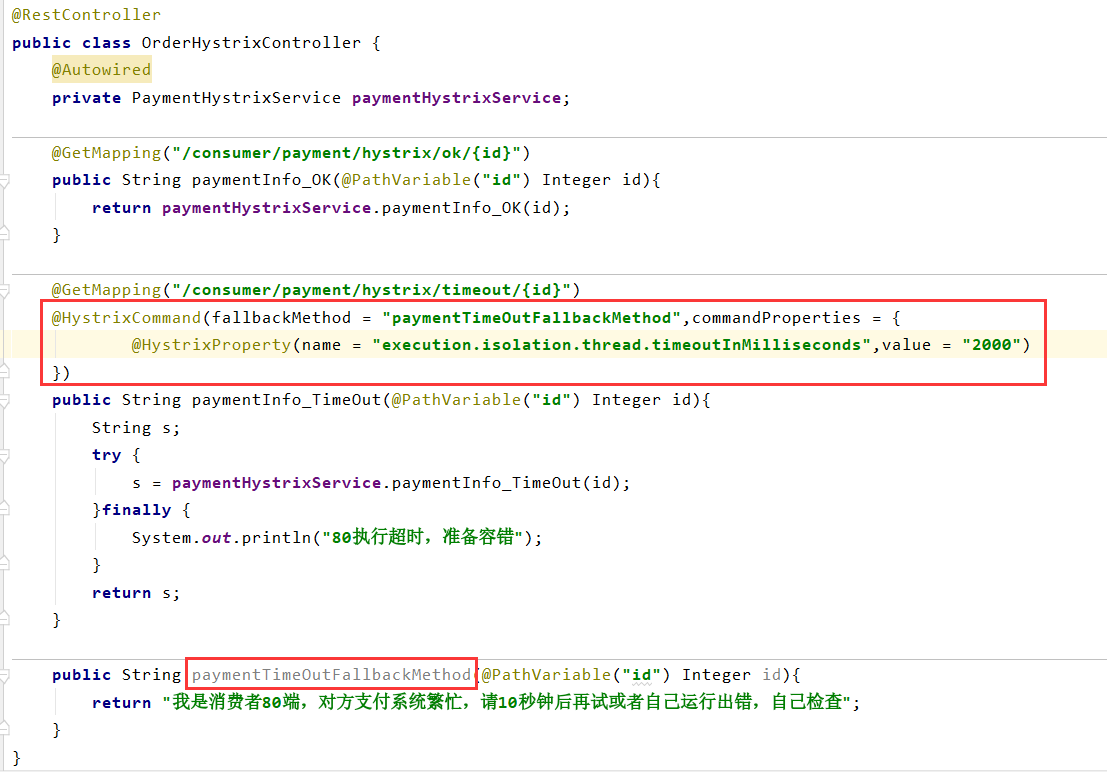 @RestController
public class OrderHystrixController {
@Autowired
private PaymentHystrixService paymentHystrixService;
@GetMapping("/consumer/payment/hystrix/ok/{id}")
public String paymentInfo_OK(@PathVariable("id") Integer id){
return paymentHystrixService.paymentInfo_OK(id);
}
@GetMapping("/consumer/payment/hystrix/timeout/{id}")
@HystrixCommand(fallbackMethod = "paymentTimeOutFallbackMethod",commandProperties = {
@HystrixProperty(name = "execution.isolation.thread.timeoutInMilliseconds",value = "2000")
})
public String paymentInfo_TimeOut(@PathVariable("id") Integer id){
String s;
try {
s = paymentHystrixService.paymentInfo_TimeOut(id);
}finally {
System.out.println("80执行超时，准备容错");
}
return s;
}
public String paymentTimeOutFallbackMethod(@PathVariable("id") Integer id){
return "我是消费者80端，对方支付系统繁忙，请10秒钟后再试或者自己运行出错，自己检查";
}
}